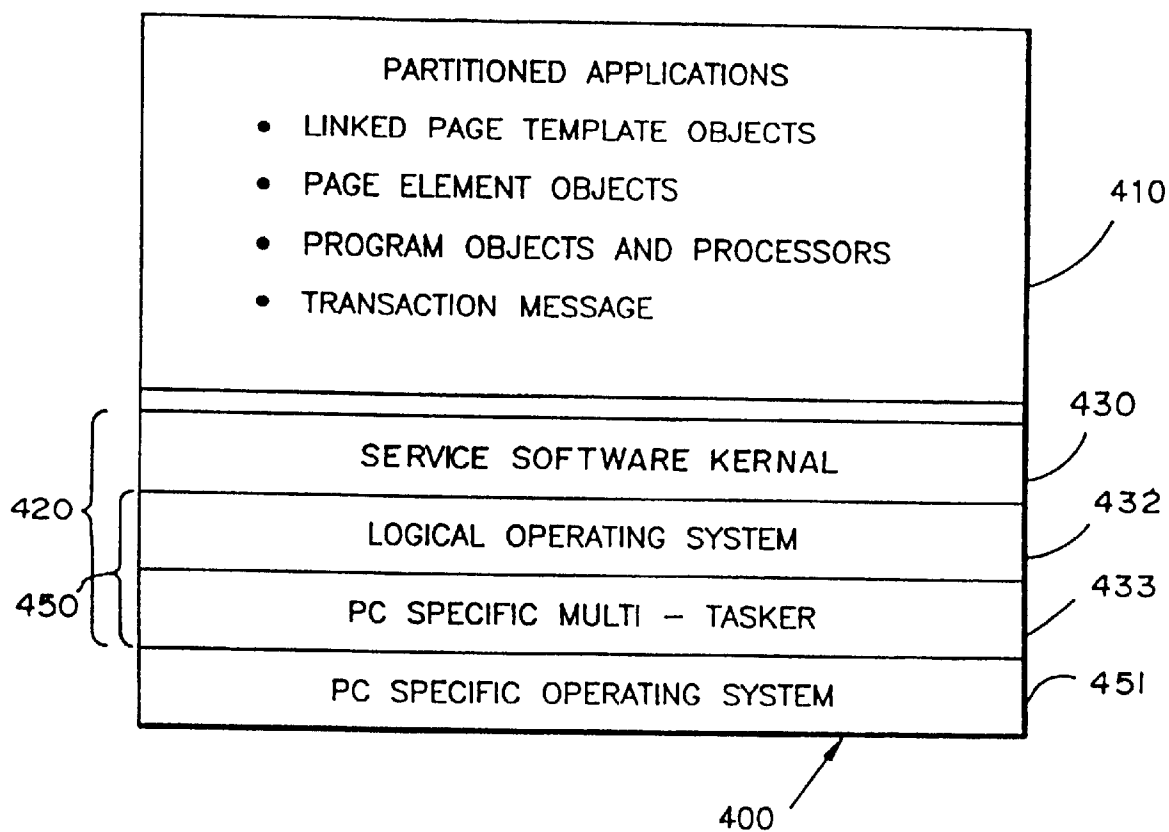 PARTITIONED APPLICATIONS
• LINKED PAGE TEMPLATE OBJECTS
• PAGE ELEMENT OBJECTS
• PROGRAM OBJECTS AND PROCESSORS
• TRANSACTION MESSAGE
410
430
SERVICE SOFTWARE KERNAL
420
432
LOGICAL OPERATING SYSTEM
450
433
PC SPECIFIC MULTI – TASKER
PC SPECIFIC OPERATING SYSTEM
451
400